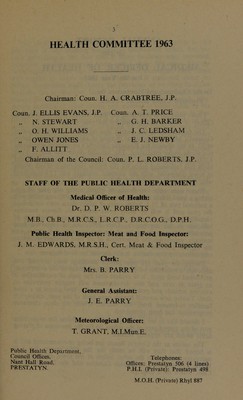 3
HEALTH COMMITTEE 1963
Chairman: Coun. H. A. CRABTREE, J.P.
Coun. J. ELLIS EVANS, J.P. Coun. A. T. PRICE
„ N. STEWART „ G. H. BARKER
„ O. H. WILLIAMS „ J. C. LEDSHAM
„ OWEN JONES „ E. J. NEWBY
„ F. ALLITT
Chairman of the Council: Coun. P. L. ROBERTS, J.P.
STAFF OF THE PUBLIC HEALTH DEPARTMENT
Medical Officer of Health:
Dr. D. P. W. ROBERTS
M.B., Ch.B., M.R.C.S., L.R.C.P., D.R.C.O.G., D.P.H.
Public Health Inspector: Meat and Food Inspector:
J. M. EDWARDS, M.R.S.H., Cert. Meat & Food Inspector
Clerk:
Mrs. B. PARRY
General Assistant:
J. E. PARRY
Meteorological Officer:
T. GRANT, M.I.Mun.E.
Public Health Department,
Council Offices,
Nant Hall Road,
PRESTATYN.
Telephones:
Offices: Prestatyn 506 (4 lines)
P.H.I. (Private): Prestatyn 498
M.O.H. (Private) Rhyl 887